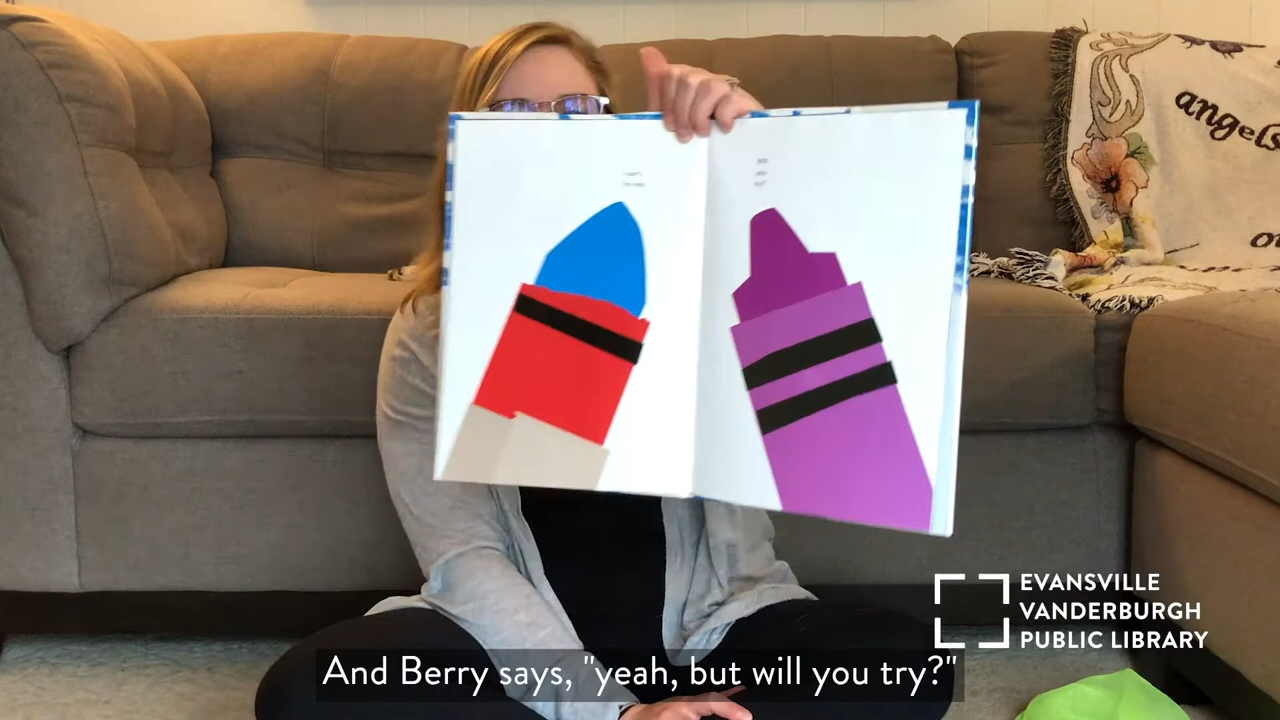 angels
EVANSVILLE
VANDERBURGH
PUBLIC LIBRARY
And Berry says, "yeah, but will you try?"